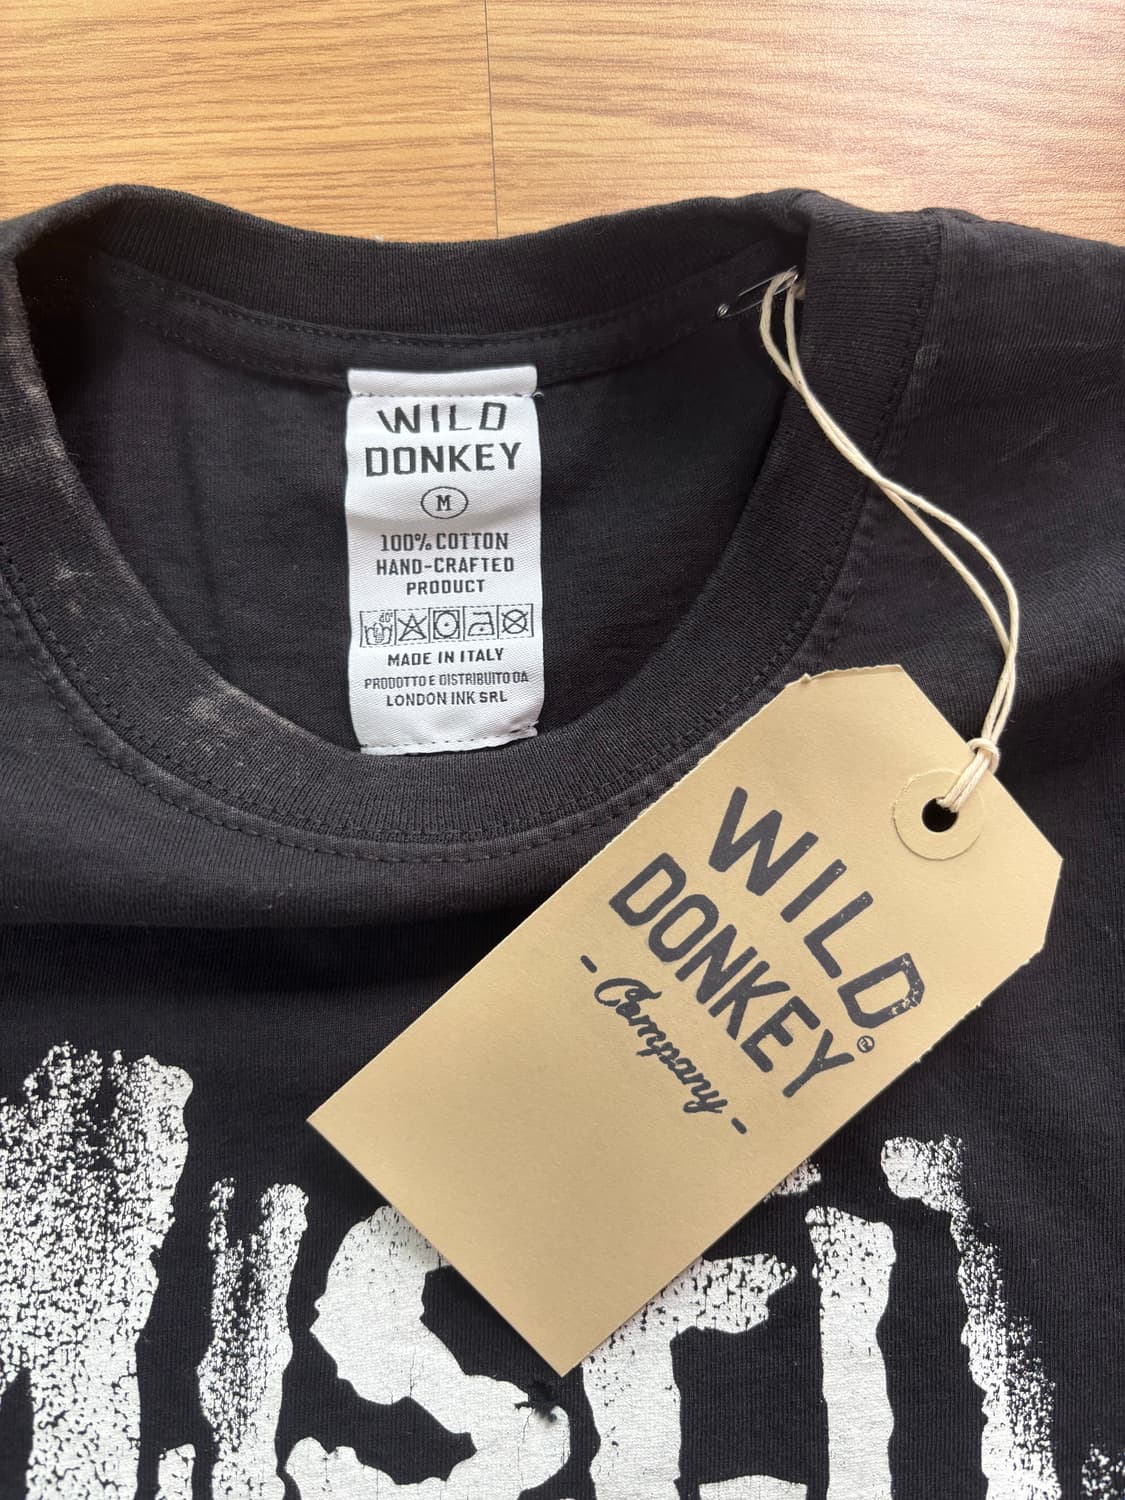 WILD
DONKEY
M
100% COTTON
HAND-CRAFTED
PRODUCT
MADE IN ITALY
PRODOTTO E DISTRIBUITO DA
LONDON INK SRL
WILD
DONKEY
TM
- Company -